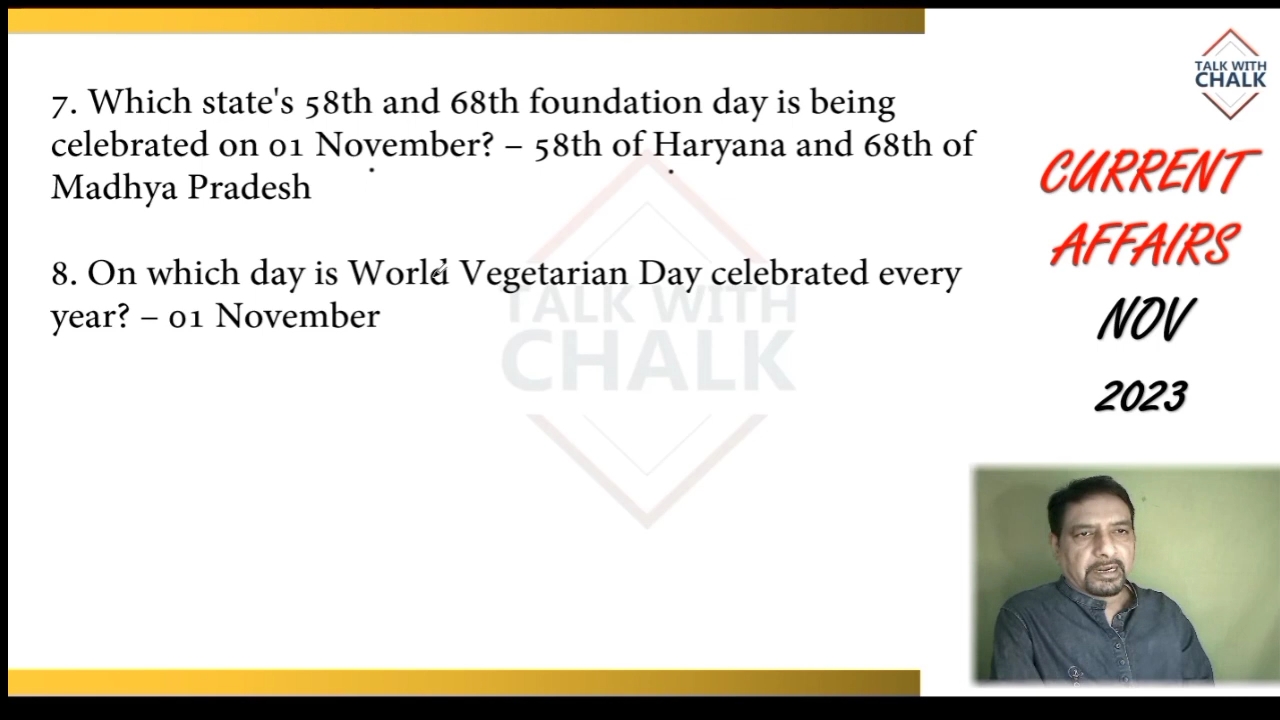 7. Which state's 58th and 68th foundation day is being
celebrated on 01 November? – 58th of Haryana and 68th of
Madhya Pradesh
8. On which day is World Vegetarian Day celebrated every
year? – 01 November
TALK WITH
CHALK
TALK WITH
CHALK
CURRENT
AFFAIRS
NOV
2023